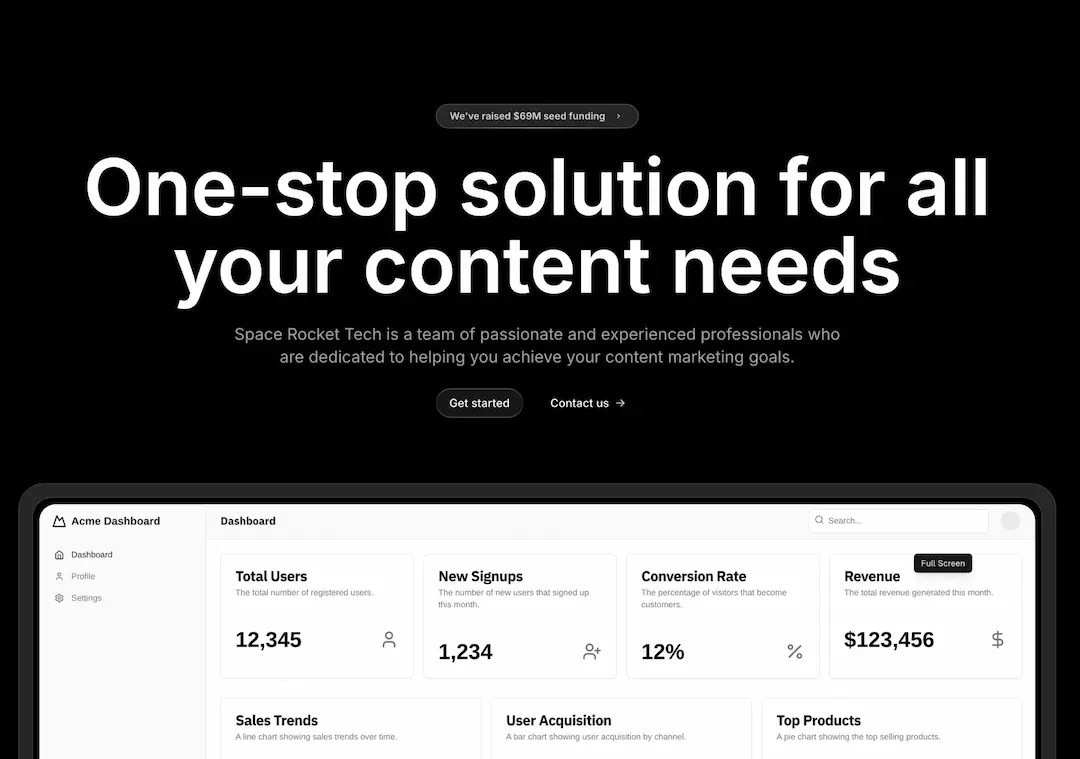 We've raised $69M seed funding
One-stop solution for all
your content needs
Space Rocket Tech is a team of passionate and experienced professionals who
are dedicated to helping you achieve your content marketing goals.
Get started
Contact us
Acme Dashboard
Dashboard
Search...
Dashboard
Profile
Settings
Full Screen
Total Users
The total number of registered users.
12,345
New Signups
The number of new users that signed up
this month.
1,234
Conversion Rate
The percentage of visitors that become
customers.
12%
Revenue
The total revenue generated this month.
$123,456
Sales Trends
A line chart showing sales trends over time.
User Acquisition
A bar chart showing user acquisition by channel.
Top Products
A pie chart showing the top selling products.